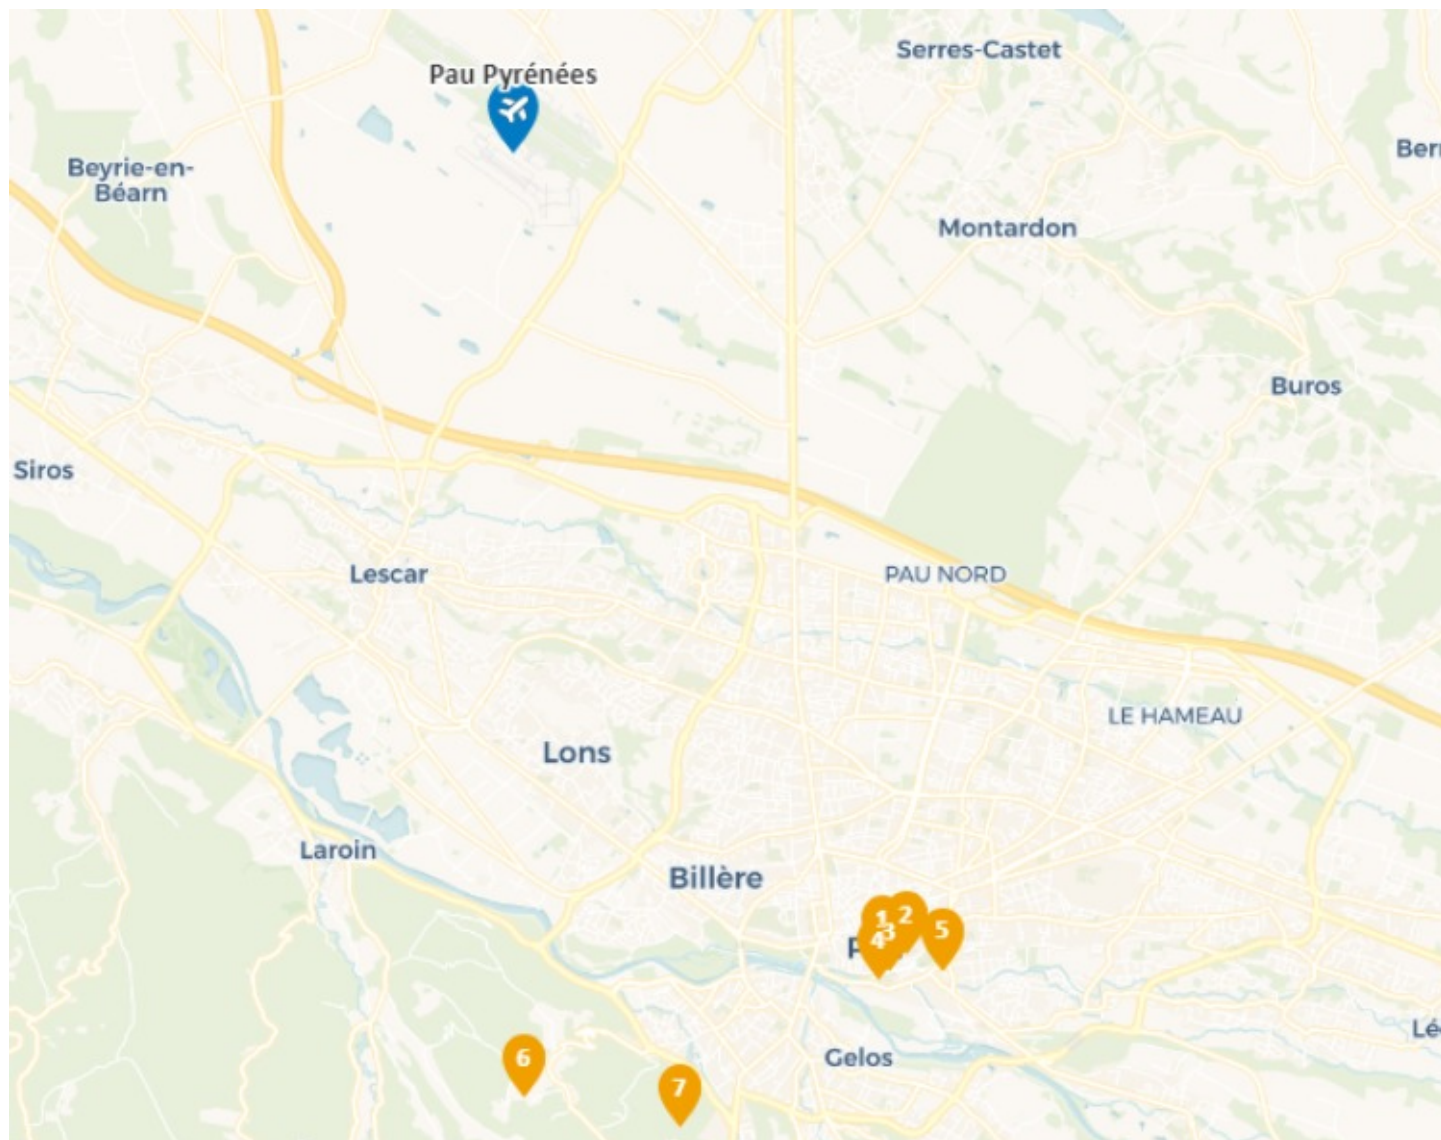 Serres-Castet
Pau Pyrénées
Beyrie-en-
Béarn
Montardon
Buros
Siros
Lescar
PAU NORD
LE HAMEAU
Lons
Laroin
Billère
1
2
3
4
5
6
7
Gelos